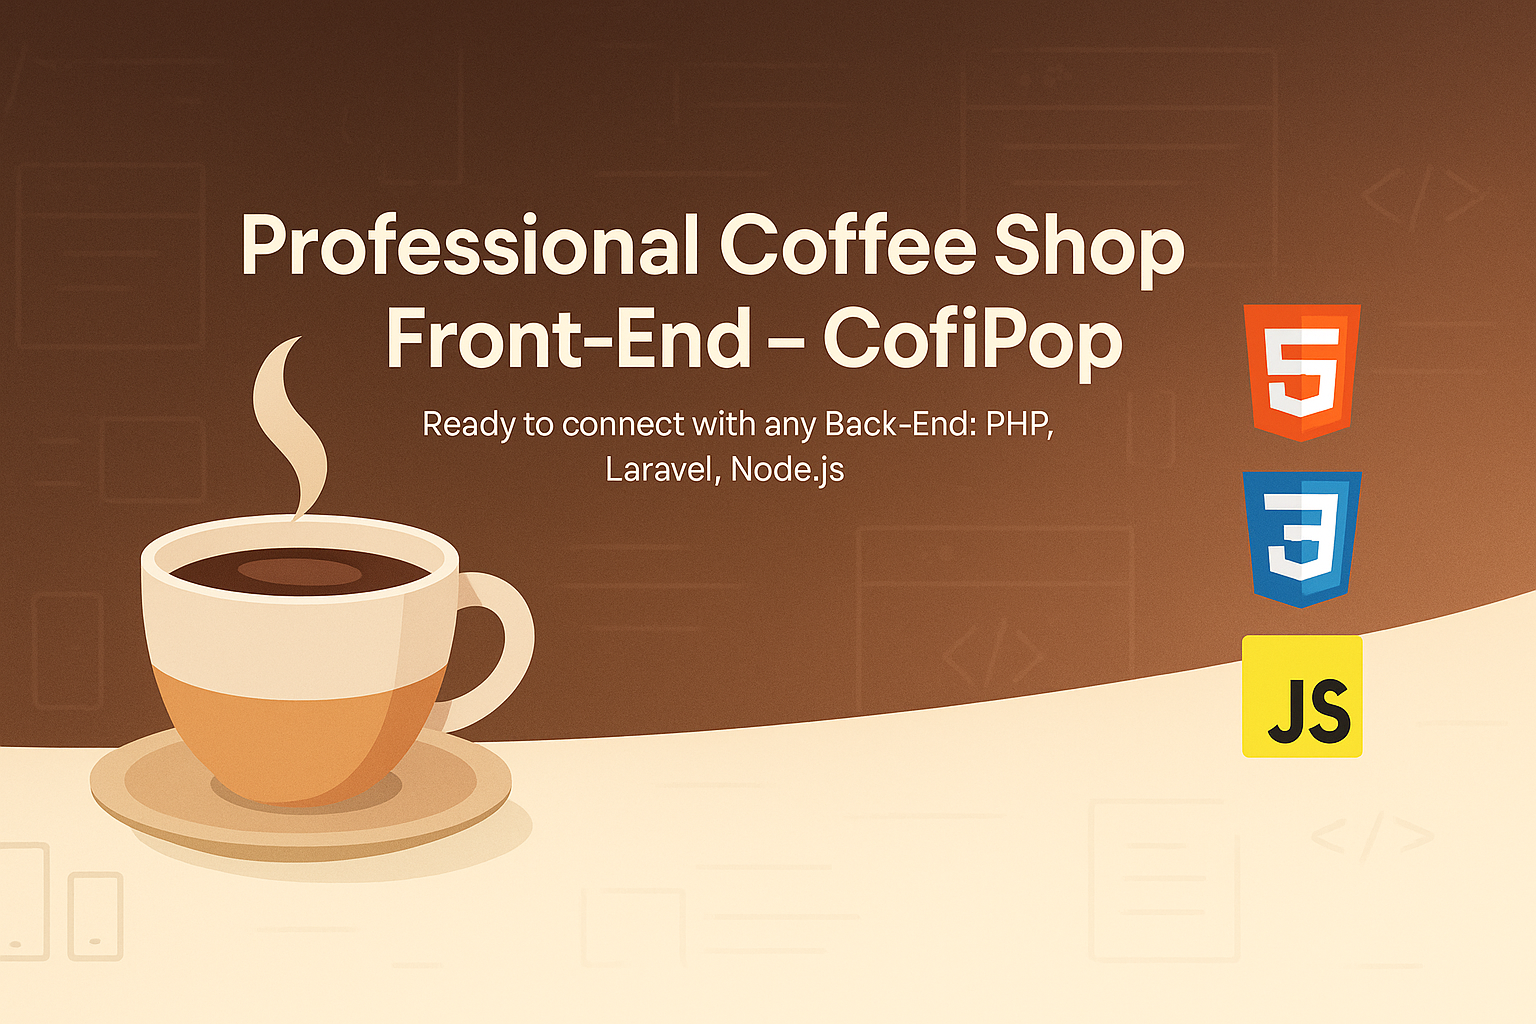 Professional Coffee Shop
Front-End – CofiPop
Ready to connect with any Back-End: PHP,
Laravel, Node.js
5
3
JS